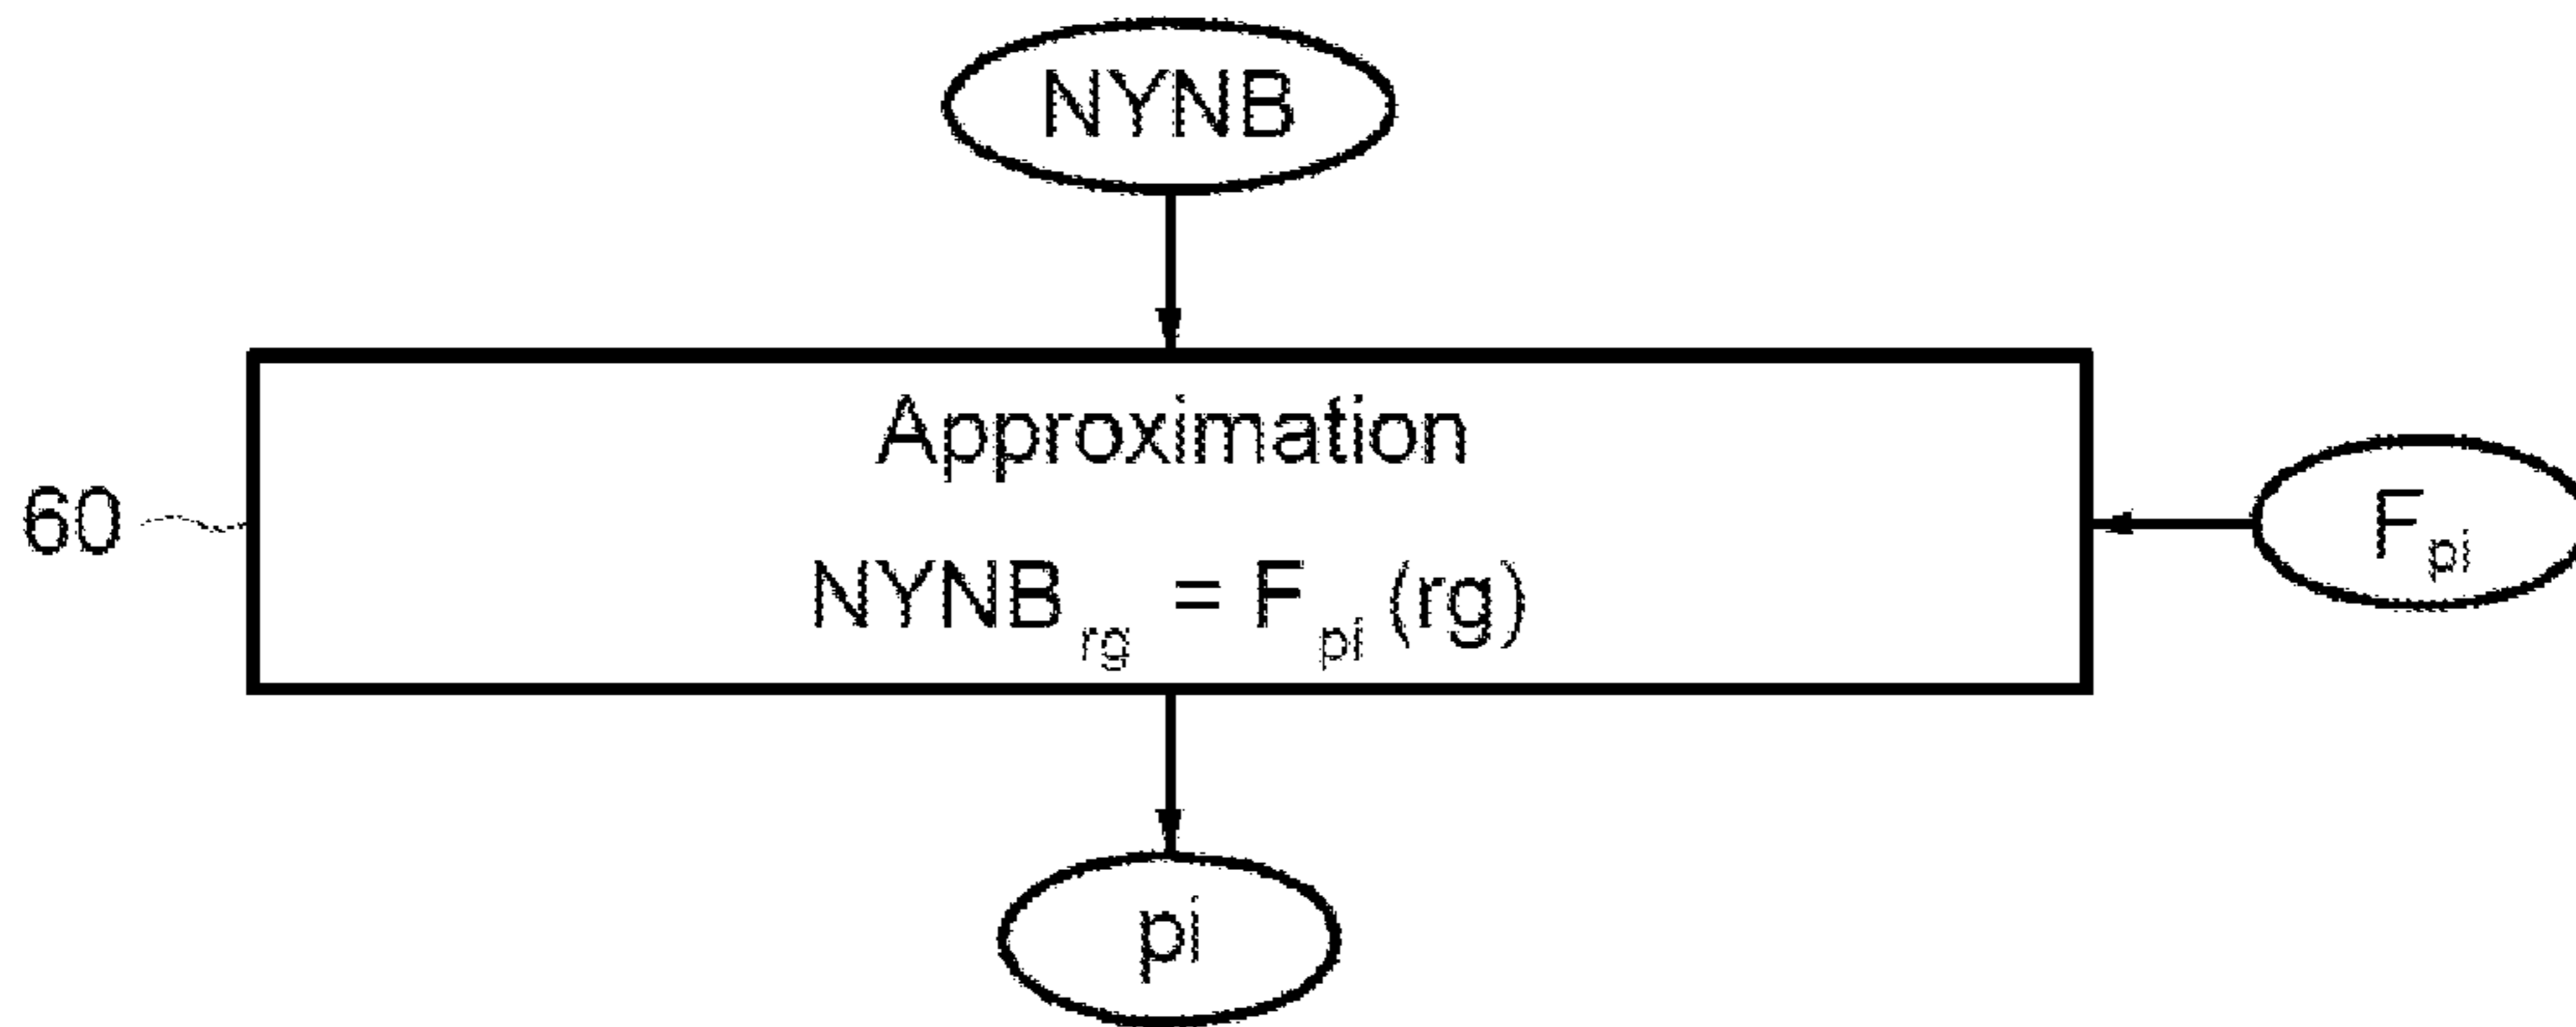 NYNB
Approximation
60
F pi
NYNB rg = F pi (rg)
pi